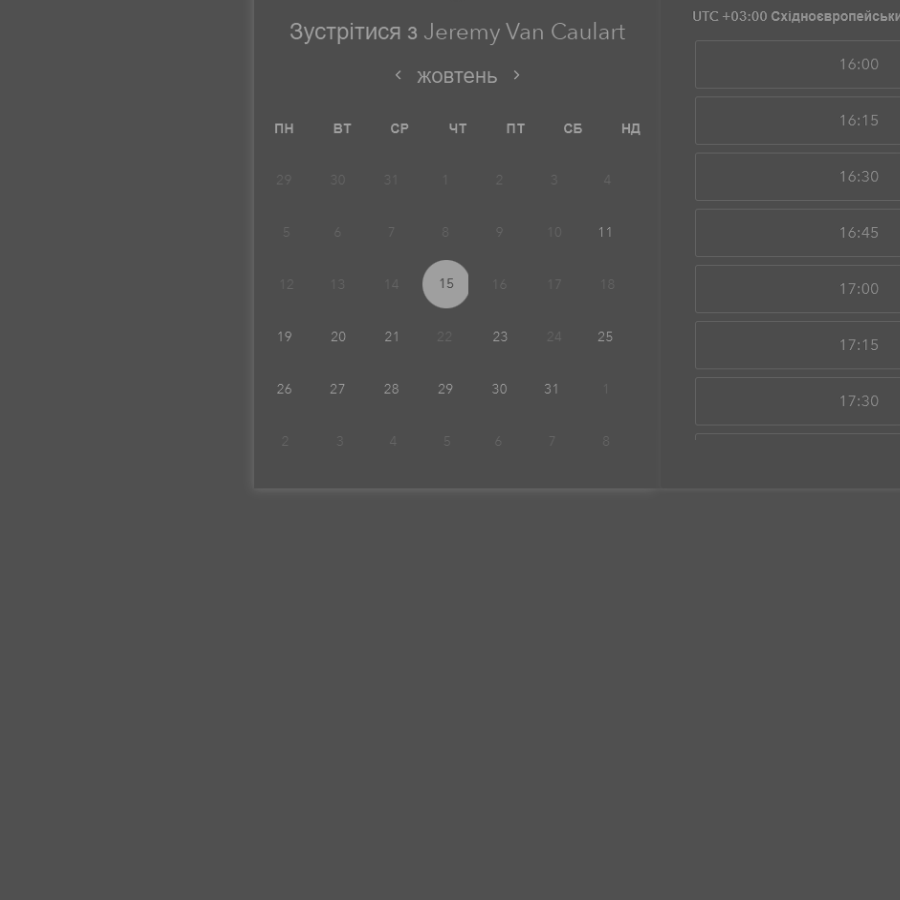 Зустрітися з Jeremy Van Caulart
‹ жовтень ›
ПН ВТ СР ЧТ ПТ СБ НД
29 30 31 1 2 3 4
5 6 7 8 9 10 11
12 13 14 15 16 17 18
19 20 21 22 23 24 25
26 27 28 29 30 31 1
2 3 4 5 6 7 8
UTC +03:00
16:00
16:15
16:30
16:45
17:00
17:15
17:30